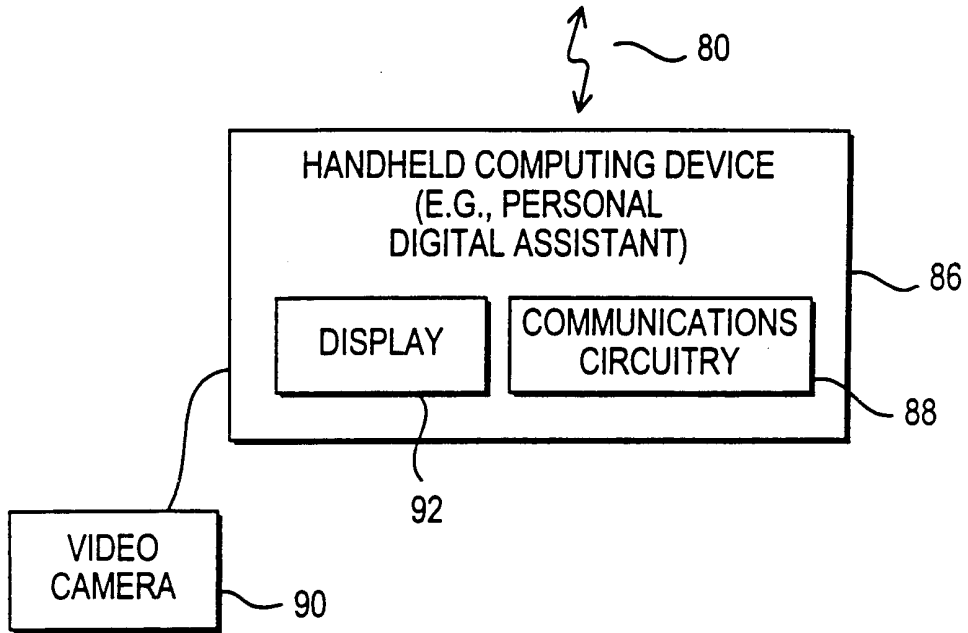 80
HANDHELD COMPUTING DEVICE
(E.G., PERSONAL
DIGITAL ASSISTANT)
86
DISPLAY
COMMUNICATIONS
CIRCUITRY
88
92
VIDEO
CAMERA
90